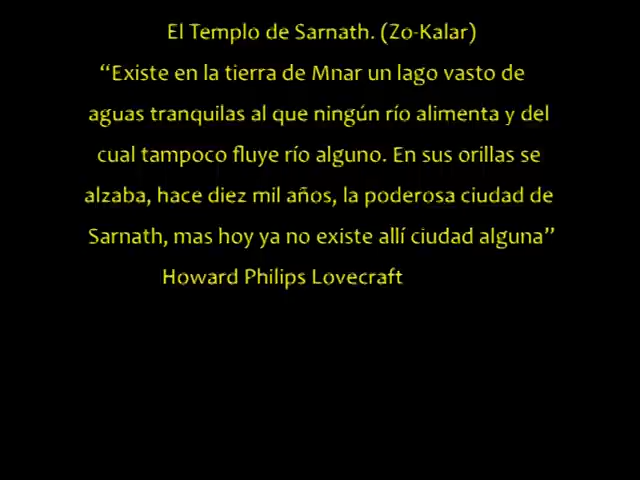 El Templo de Sarnath. (Zo-Kalar)
“Existe en la tierra de Mnar un lago vasto de
aguas tranquilas al que ningún río alimenta y del
cual tampoco fluye río alguno. En sus orillas se
alzaba, hace diez mil años, la poderosa ciudad de
Sarnath, mas hoy ya no existe allí ciudad alguna”
Howard Philips Lovecraft